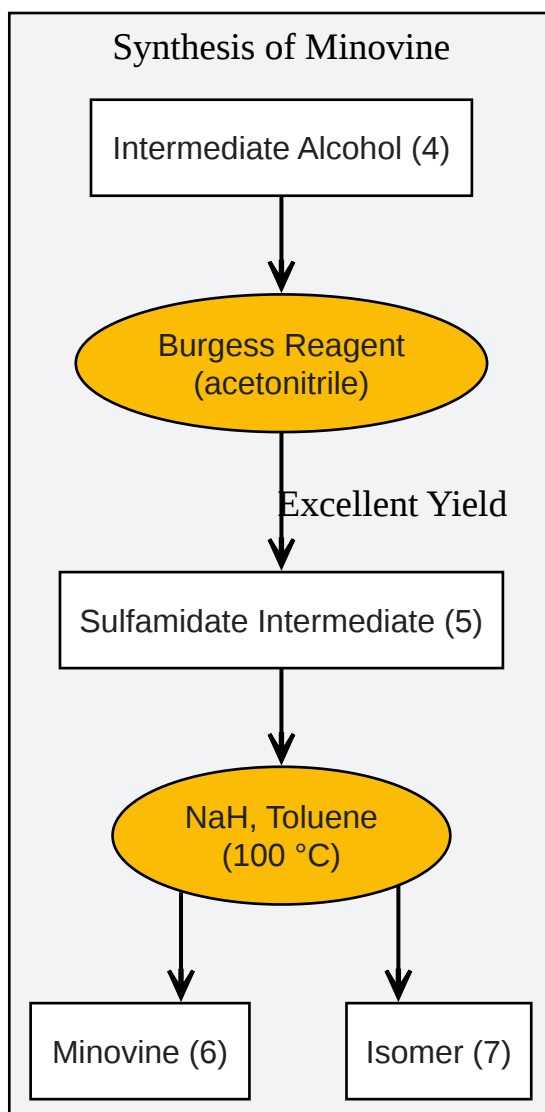 Synthesis of Minovine
Intermediate Alcohol (4)
Burgess Reagent
(acetonitrile)
Excellent Yield
Sulfamidate Intermediate (5)
NaH, Toluene
(100 °C)
Minovine (6)
Isomer (7)